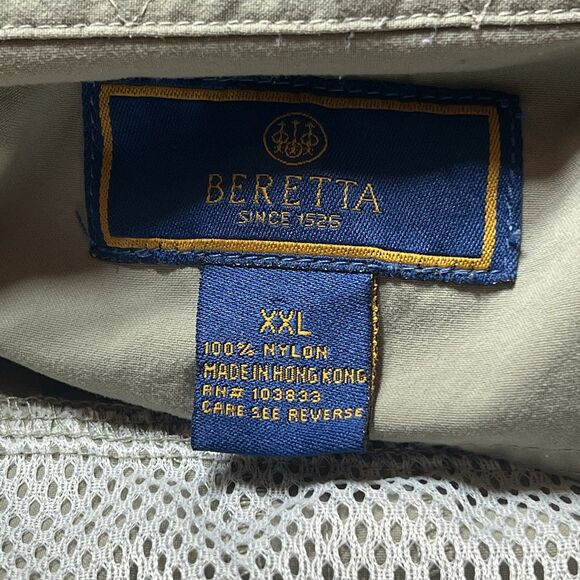 BERETTA
SINCE 1526
XXL
100% NYLON
MADE IN HONG KONG
RN# 103833
CARE SEE REVERSE